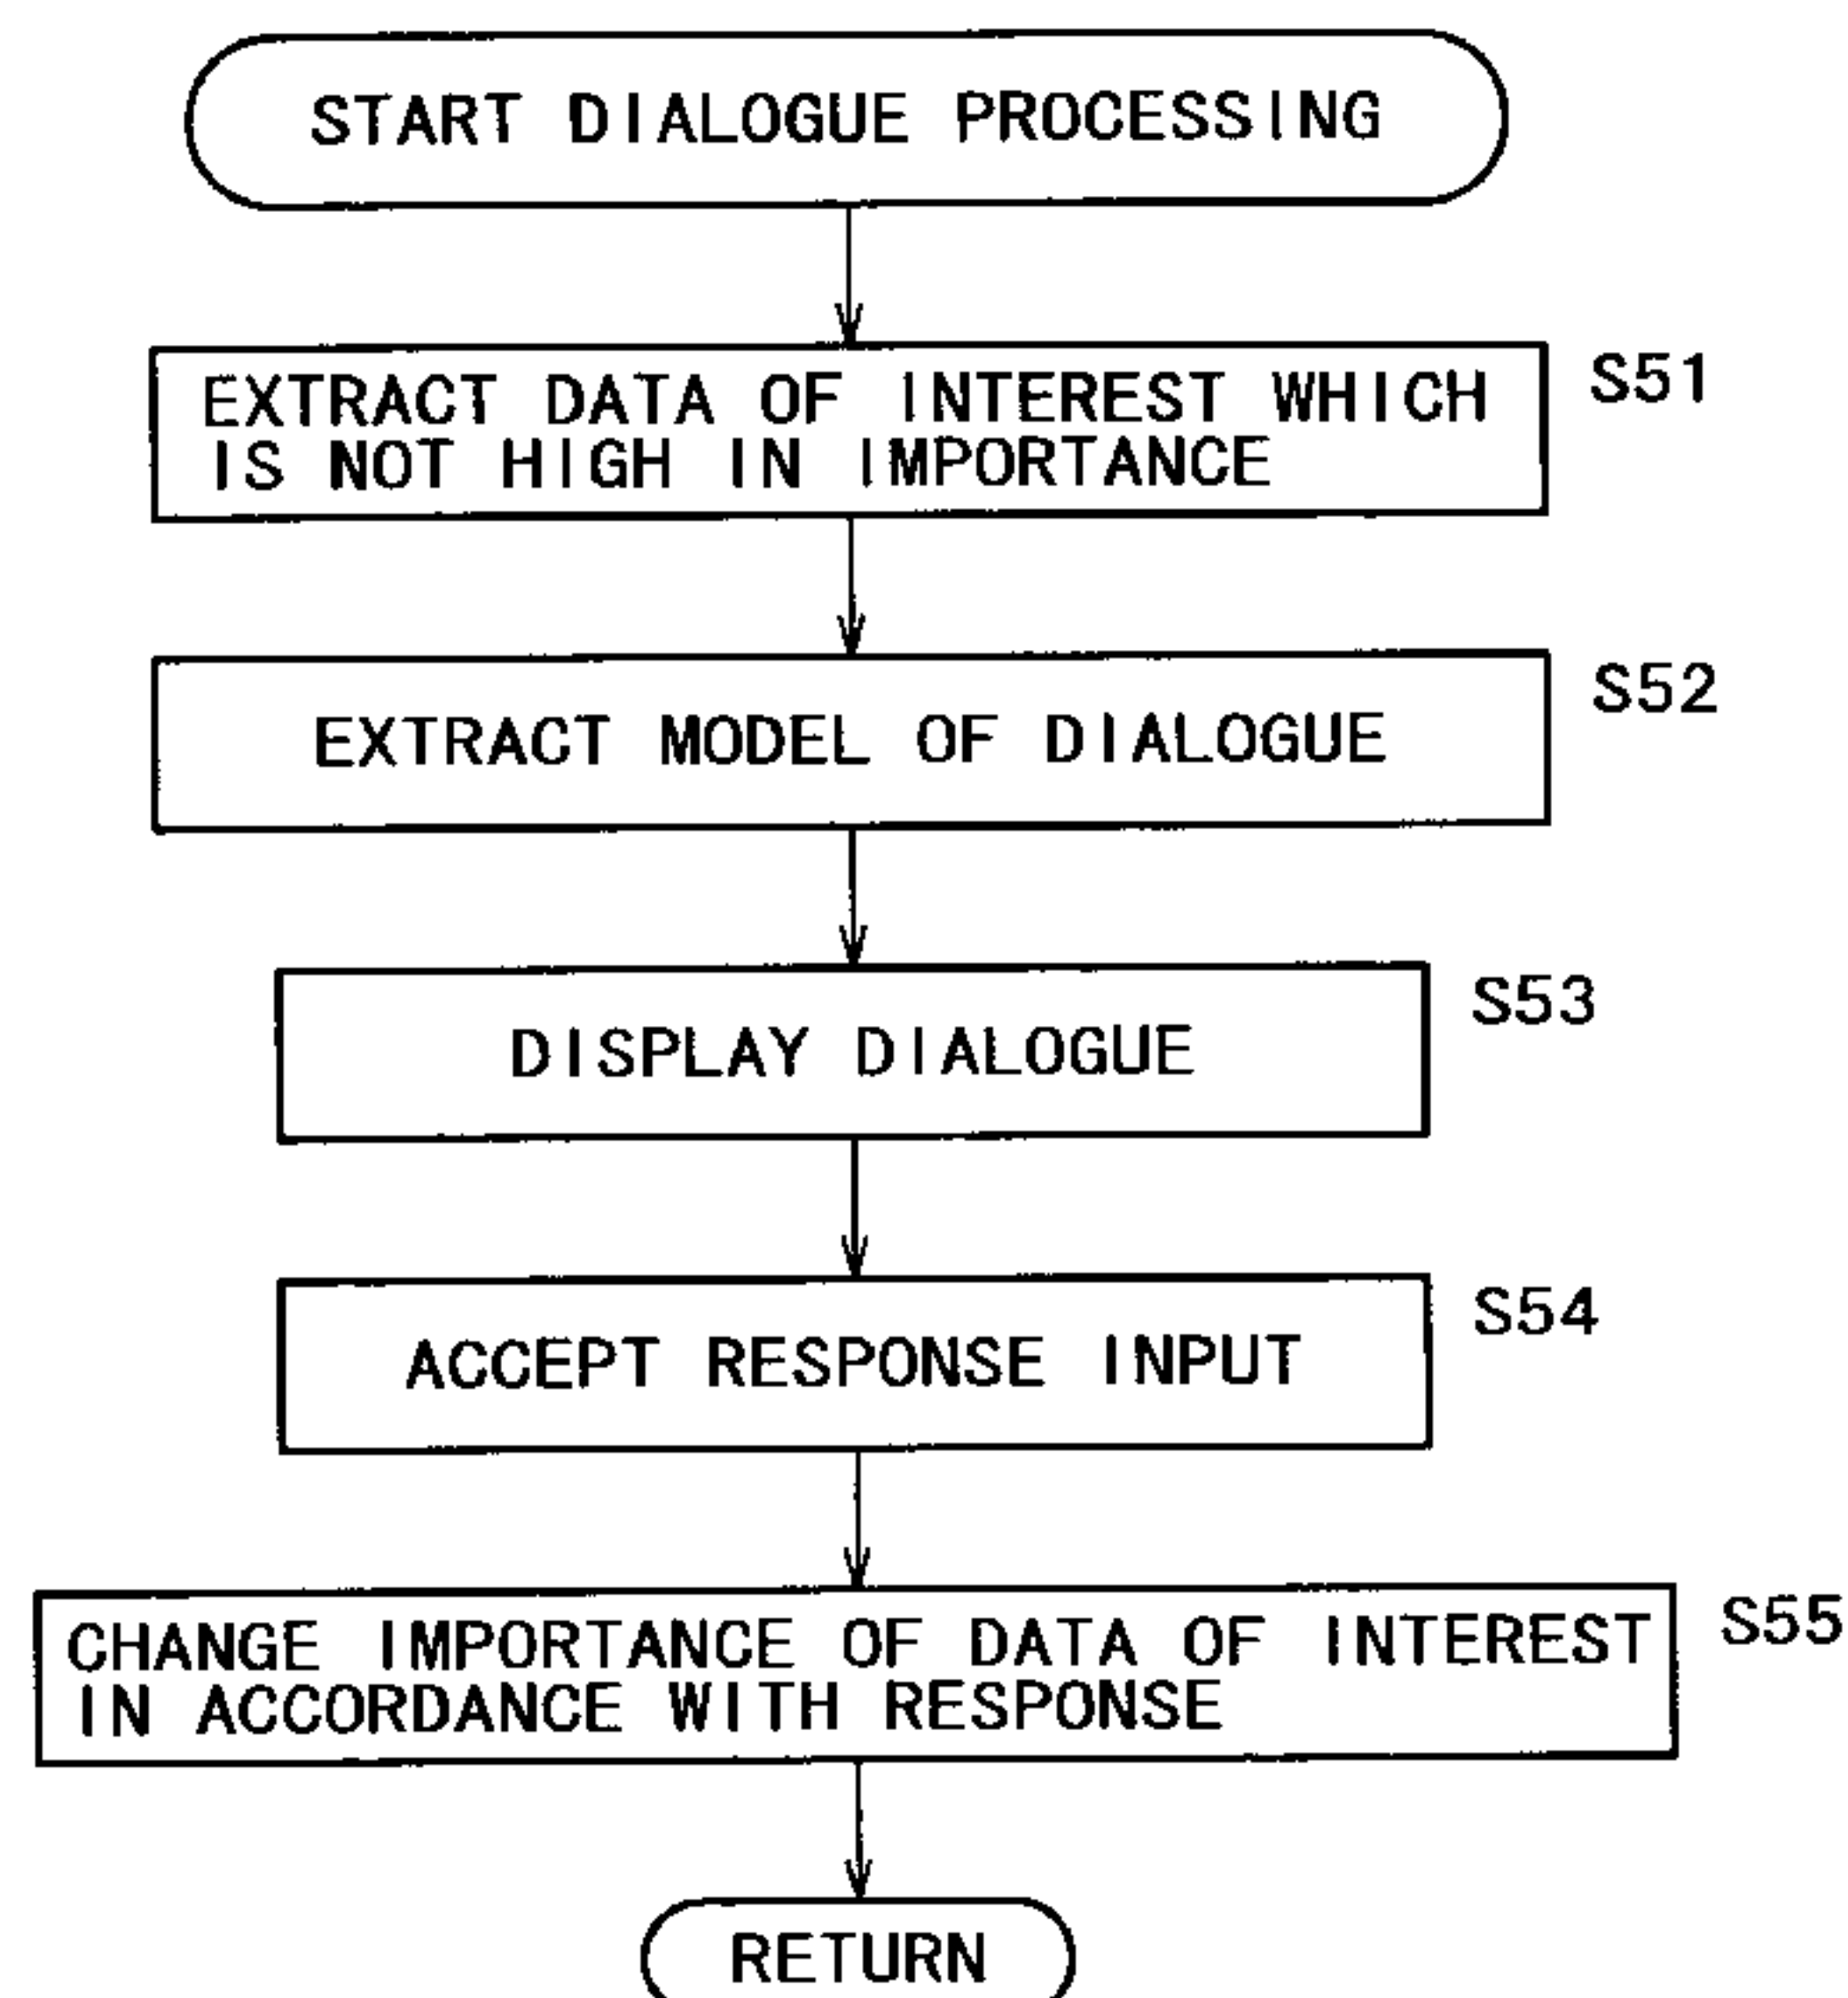 START DIALOGUE PROCESSING
EXTRACT DATA OF INTEREST WHICH
IS NOT HIGH IN IMPORTANCE
S51
EXTRACT MODEL OF DIALOGUE
S52
DISPLAY DIALOGUE
S53
ACCEPT RESPONSE INPUT
S54
CHANGE IMPORTANCE OF DATA OF INTEREST
IN ACCORDANCE WITH RESPONSE
S55
RETURN